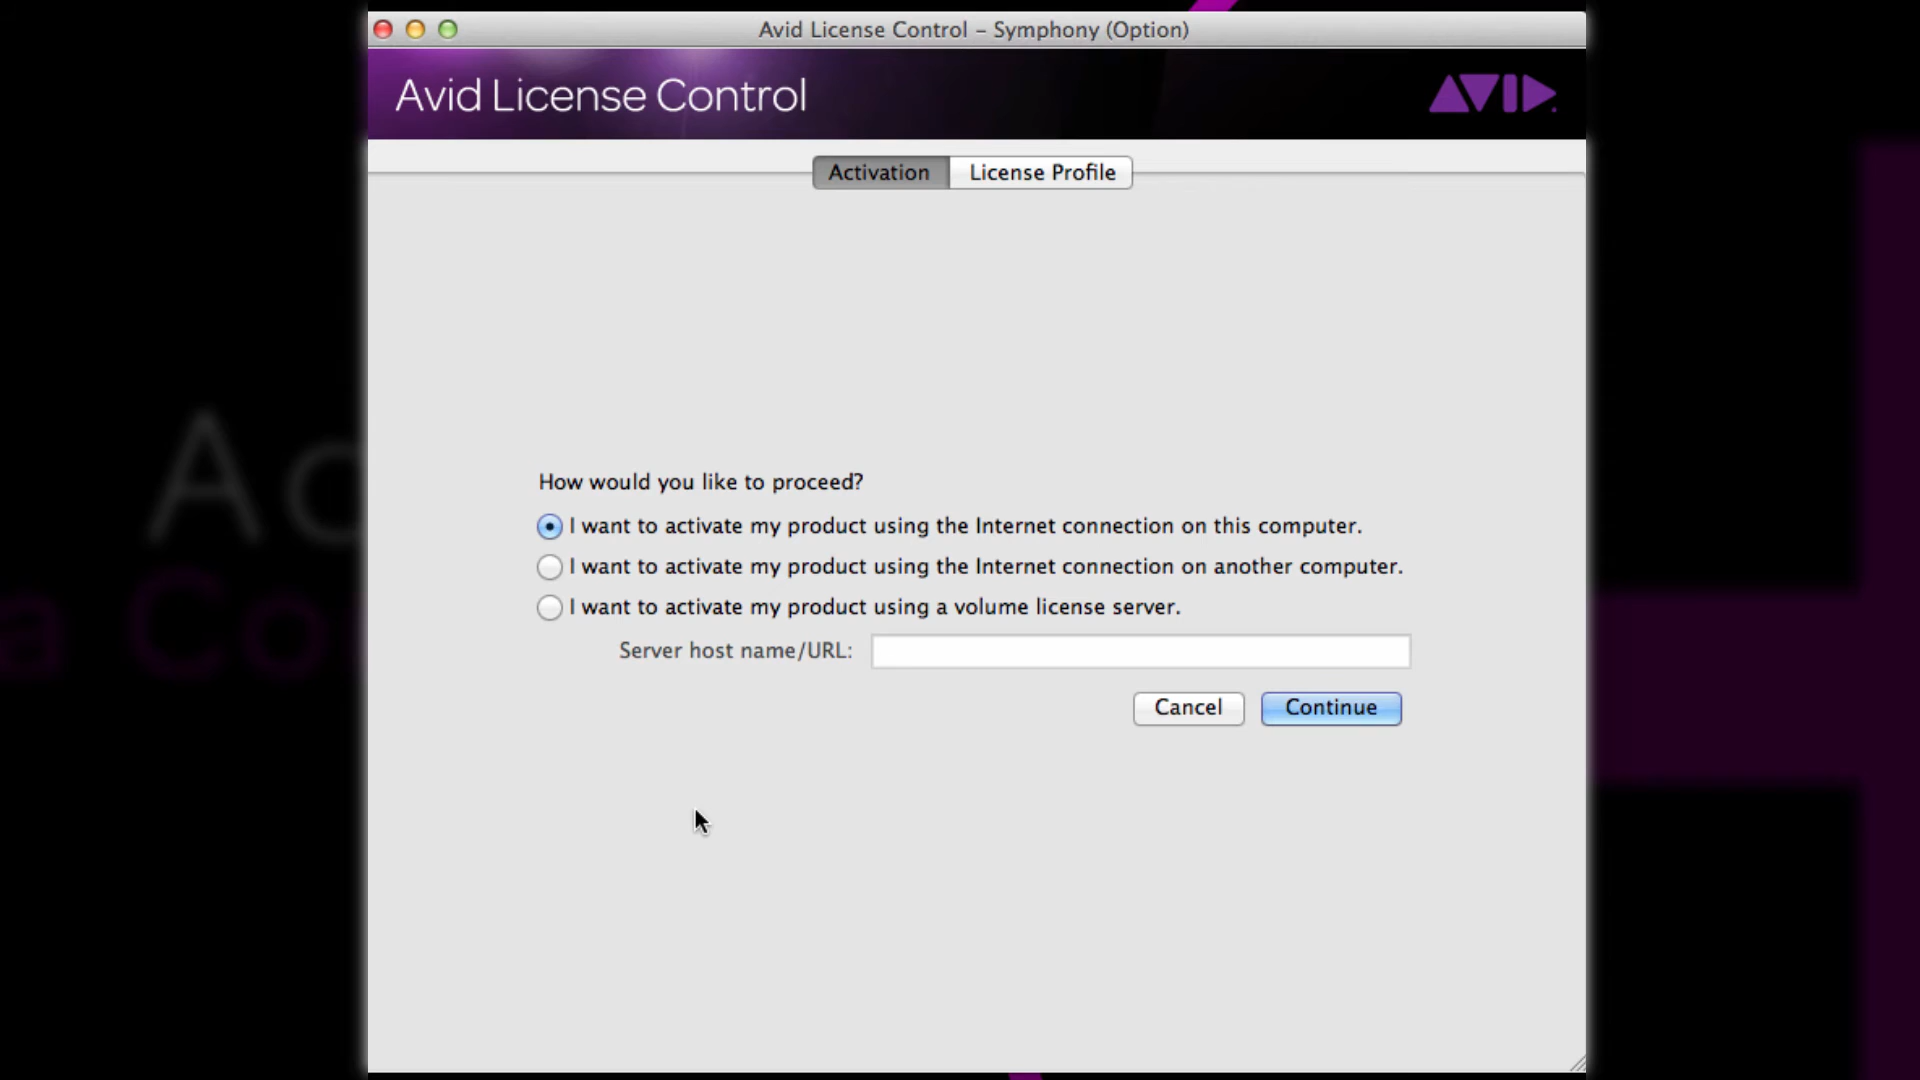 Avid License Control – Symphony (Option)
Avid License Control
AVID
Activation
License Profile
How would you like to proceed?
I want to activate my product using the Internet connection on this computer.
I want to activate my product using the Internet connection on another computer.
I want to activate my product using a volume license server.
Server host name/URL:
Cancel
Continue